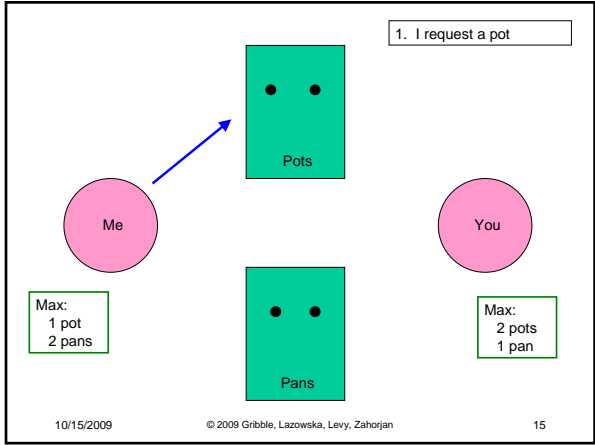 1. I request a pot
Pots
Me
You
Max:
1 pot
2 pans
Max:
2 pots
1 pan
Pans
10/15/2009
© 2009 Gribble, Lazowska, Levy, Zahorjan
15